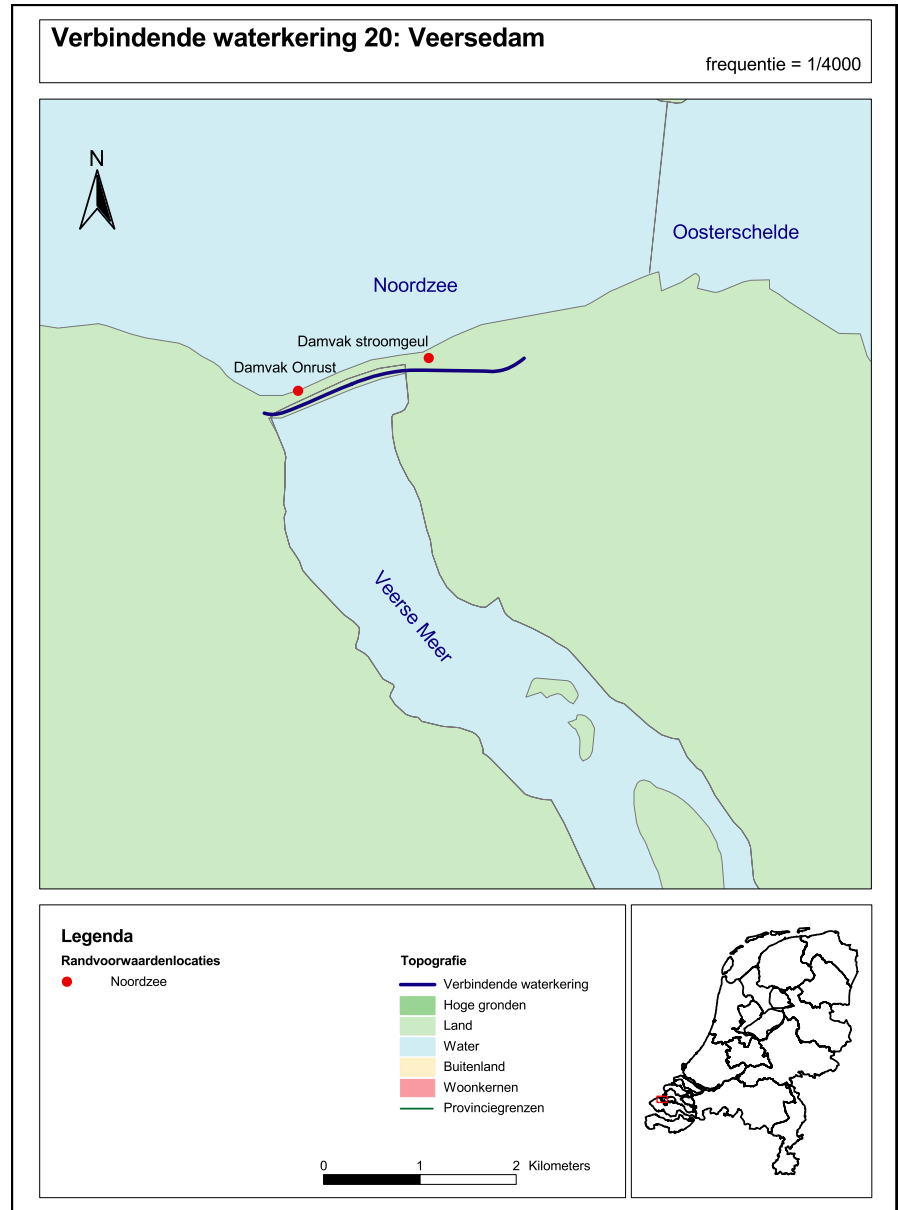 Verbindende waterkering 20: Veersedam
frequentie = 1/4000
N
Oosterschelde
Noordzee
Damvak stroomgeul
Damvak Onrust
Veerse Meer
Legenda
Randvoorwaardenlocaties
Noordzee
Topografie
Verbindende waterkering
Hoge gronden
Land
Water
Buitenland
Woonkernen
Provinciegrenzen
0 1 2 Kilometers